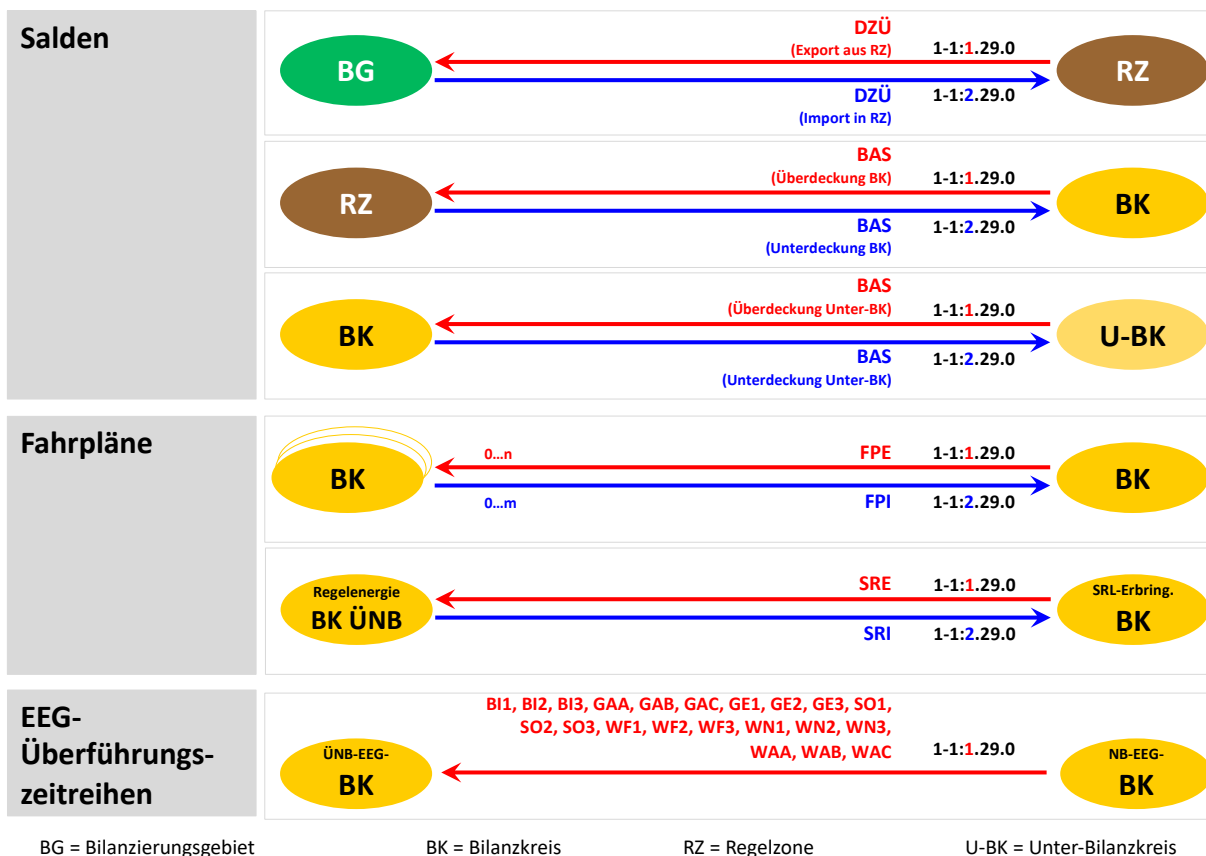 Salden
BG
DZÜ
(Export aus RZ)
1-1:1.29.0
DZÜ
(Import in RZ)
1-1:2.29.0
RZ
RZ
BAS
(Überdeckung BK)
1-1:1.29.0
BAS
(Unterdeckung BK)
1-1:2.29.0
BK
BK
BAS
(Überdeckung Unter-BK)
1-1:1.29.0
BAS
(Unterdeckung Unter-BK)
1-1:2.29.0
U-BK
Fahrpläne
BK
0...n
FPE
1-1:1.29.0
0...m
FPI
1-1:2.29.0
BK
Regelenergie
BK ÜNB
SRE
1-1:1.29.0
SRI
1-1:2.29.0
SRL-Erbring.
BK
EEG-
Überführungs-
zeitreihen
ÜNB-EEG-
BK
BI1, BI2, BI3, GAA, GAB, GAC, GE1, GE2, GE3, SO1,
SO2, SO3, WF1, WF2, WF3, WN1, WN2, WN3,
WAA, WAB, WAC
1-1:1.29.0
NB-EEG-
BK
BG = Bilanzierungsgebiet
BK = Bilanzkreis
RZ = Regelzone
U-BK = Unter-Bilanzkreis